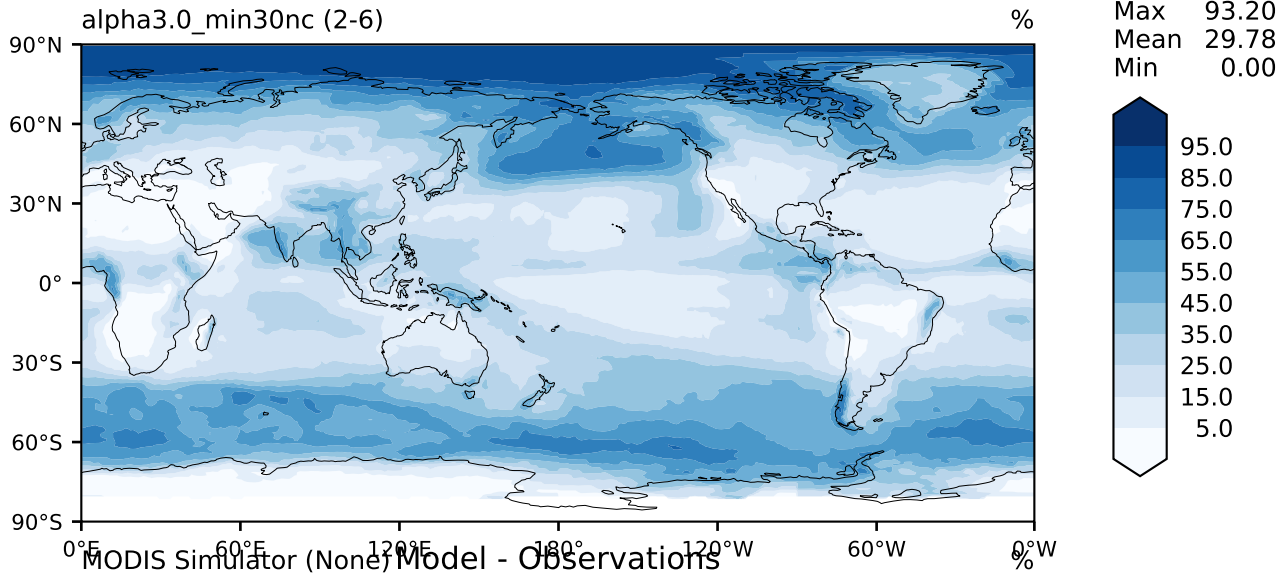 alpha3.0_min30nc (2-6) %
Max 93.20
Mean 29.78
Min 0.00
90°N
60°N
30°N
0°
30°S
60°S
90°S
95.0
85.0
75.0
65.0
55.0
45.0
35.0
25.0
15.0
5.0
0°E 60°E 120°E 180° 120°W 60°W 0°W
MODIS Simulator (None) Model - Observations %